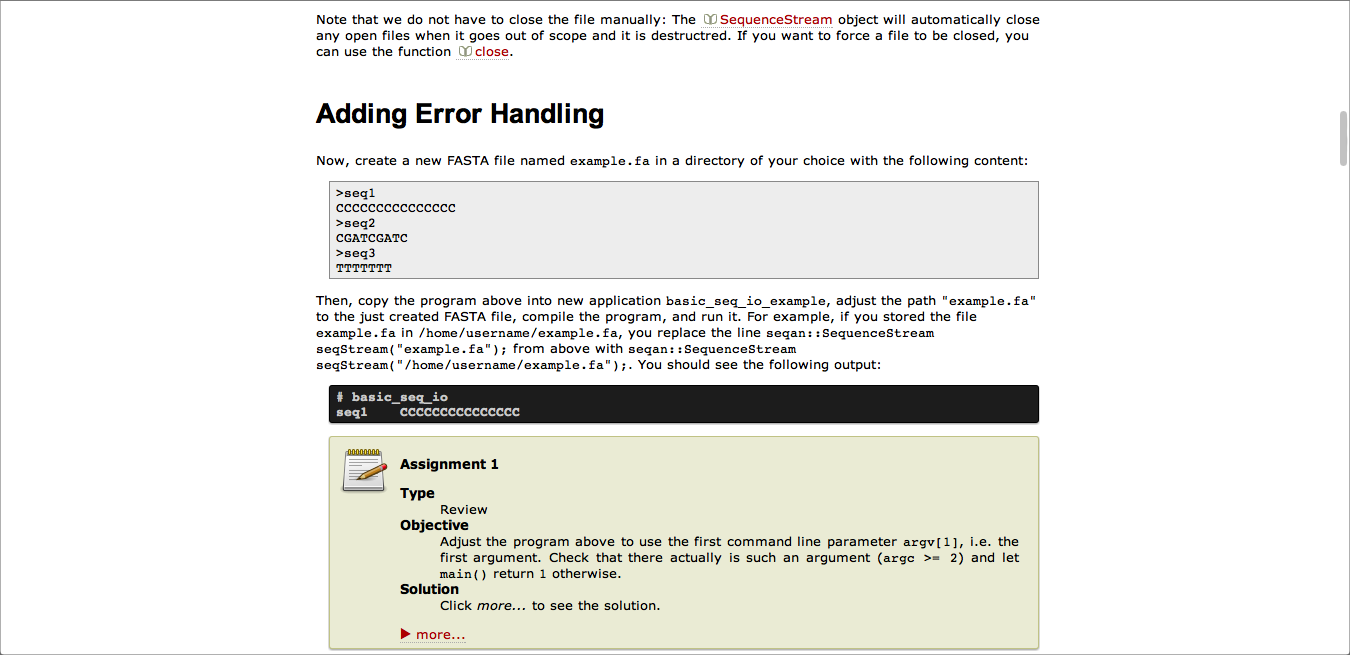 Note that we do not have to close the file manually: The SequenceStream object will automatically close
any open files when it goes out of scope and it is destructred. If you want to force a file to be closed, you
can use the function close.
Adding Error Handling
Now, create a new FASTA file named example.fa in a directory of your choice with the following content:
>seq1
CCCCCCCCCCCCCCC
>seq2
CGATCGATC
>seq3
TTTTTTT
Then, copy the program above into new application basic_seq_io_example, adjust the path "example.fa"
to the just created FASTA file, compile the program, and run it. For example, if you stored the file
example.fa in /home/username/example.fa, you replace the line seqan::SequenceStream
seqStream("example.fa"); from above with seqan::SequenceStream
seqStream("/home/username/example.fa");. You should see the following output:
# basic_seq_io
seq1    CCCCCCCCCCCCCCC
Assignment 1
Type
Review
Objective
Adjust the program above to use the first command line parameter argv[1], i.e. the
first argument. Check that there actually is such an argument (argc >= 2) and let
main() return 1 otherwise.
Solution
Click more... to see the solution.
more...